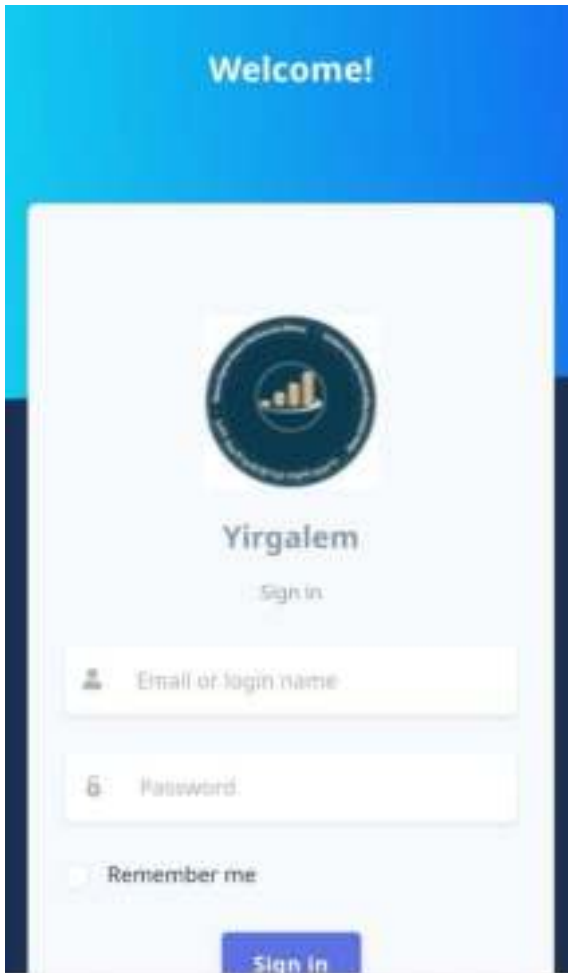 Welcome!
Yirgalem
Sign in
Email or login name
Password
Remember me
Sign in